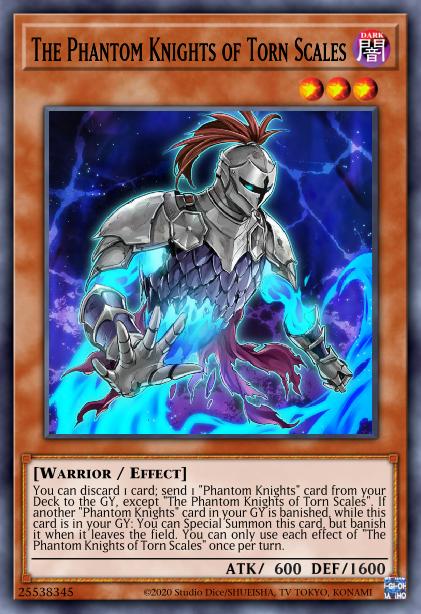 THE PHANTOM KNIGHTS OF TORN SCALES
DARK
闇
[WARRIOR / EFFECT]
You can discard 1 card; send 1 "Phantom Knights" card from your
Deck to the GY, except "The Phantom Knights of Torn Scales". If
another "Phantom Knights" card in your GY is banished, while this
card is in your GY: You can Special Summon this card, but banish
it when it leaves the field. You can only use each effect of "The
Phantom Knights of Torn Scales" once per turn.
ATK/ 600 DEF/1600
25538345
©2020 Studio Dice/SHUEISHA, TV TOKYO, KONAMI